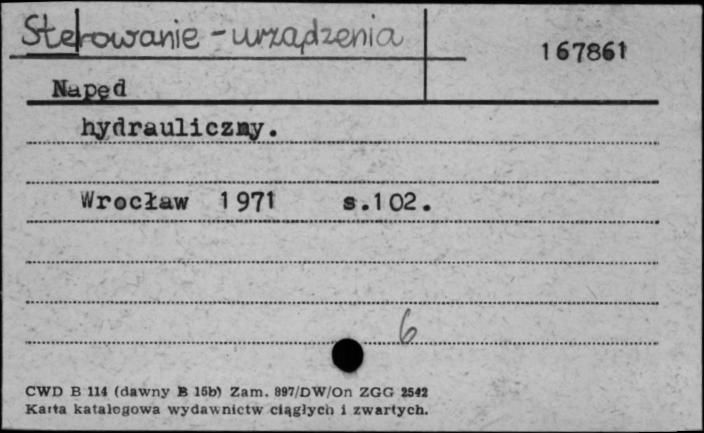 Sterowanie - urządzenia
167861
Napęd
hydrauliczny.
Wrocław 1971 s.102.
6
CWD B 114 (dawny B 15b) Zam. 897/DW/On ZGG 2542
Karta katalogowa wydawnictw ciągłych i zwartych.